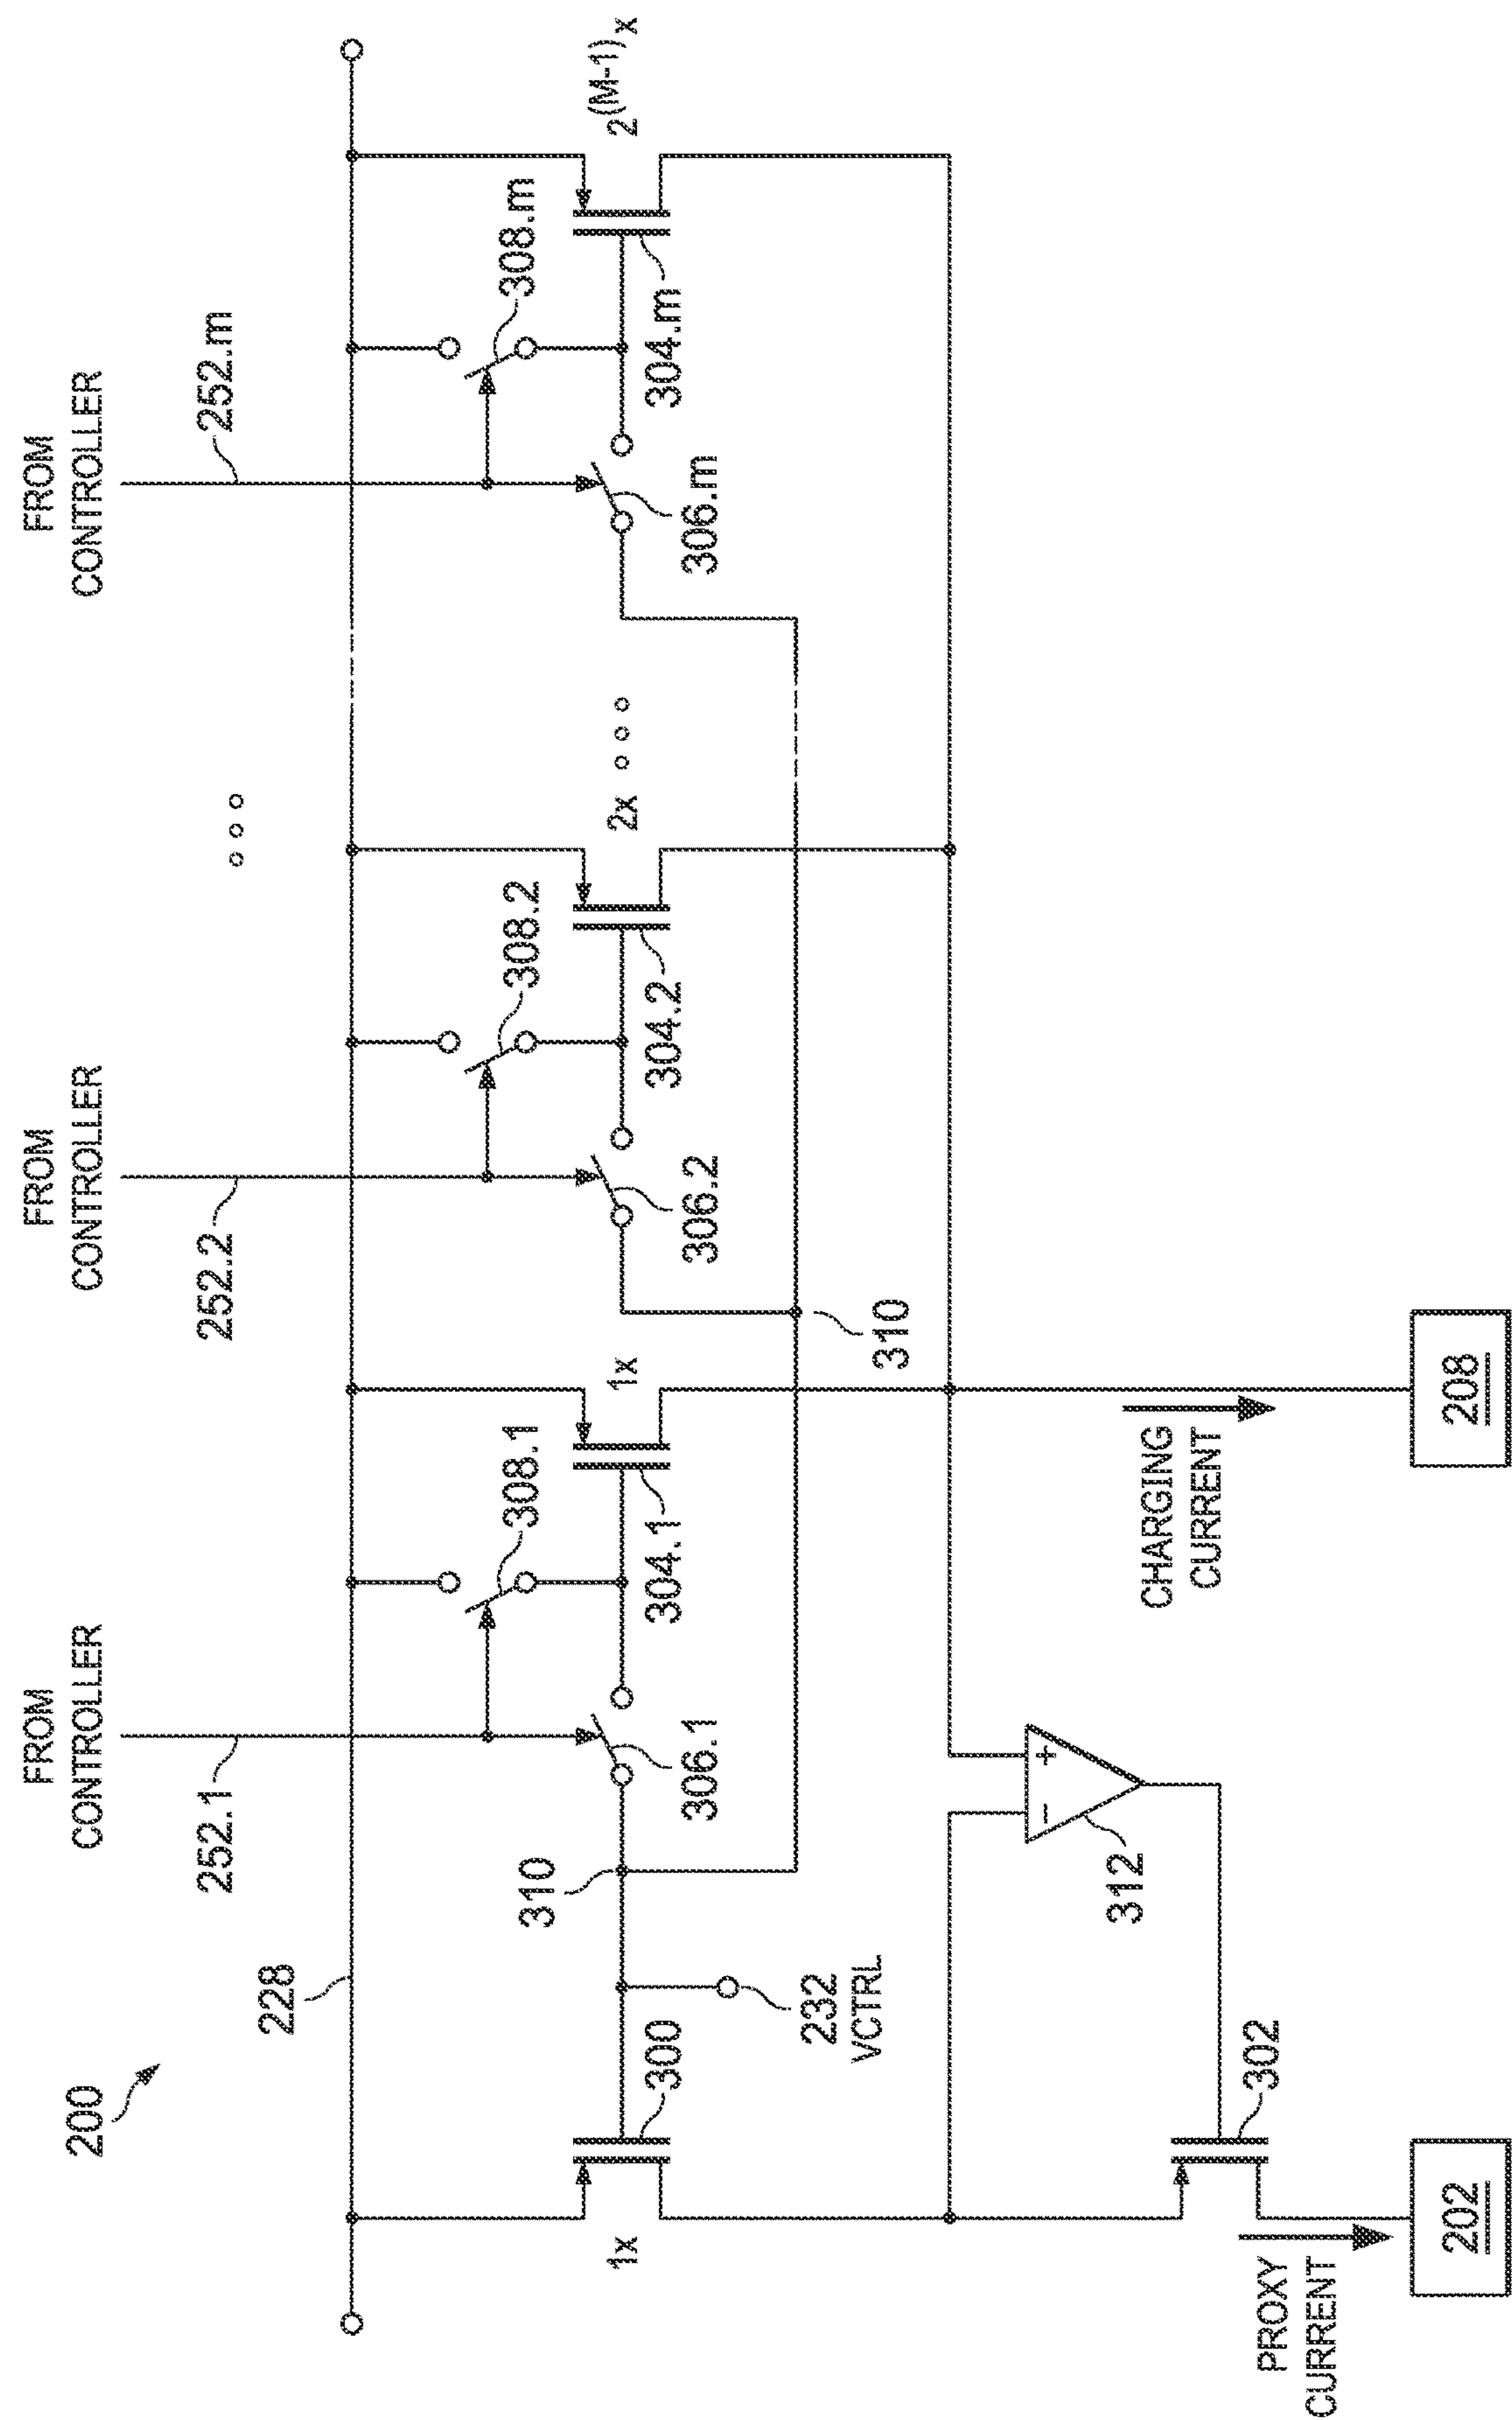 200
228
FROM
CONTROLLER
252.1
FROM
CONTROLLER
252.2
FROM
CONTROLLER
252.m
308.1
308.2
308.m
1x
300
310
306.1
304.1
1x
306.2
304.2
2x
306.m
304.m
2(M-1)x
232
VCTRL
310
312
- +
302
PROXY
CURRENT
CHARGING
CURRENT
202
208